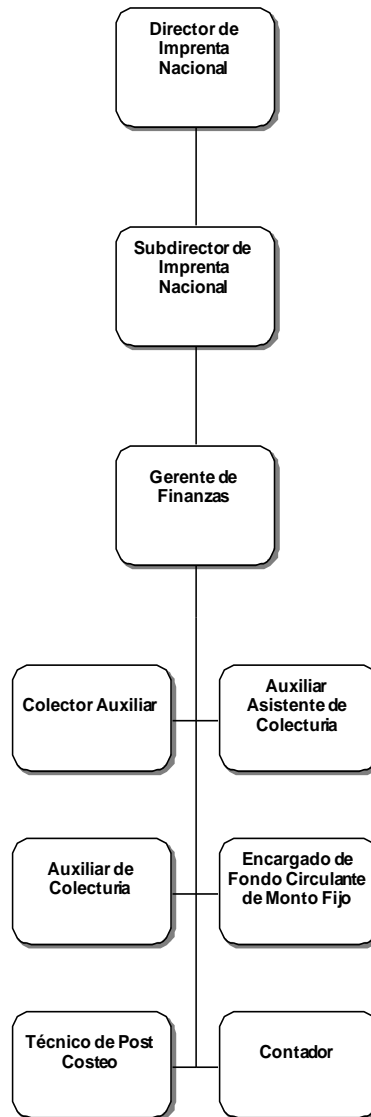 Director de
Imprenta
Nacional
Subdirector de
Imprenta
Nacional
Gerente de
Finanzas
Colector Auxiliar
Auxiliar
Asistente de
Colecturia
Auxiliar de
Colecturia
Encargado de
Fondo Circulante
de Monto Fijo
Técnico de Post
Costeo
Contador